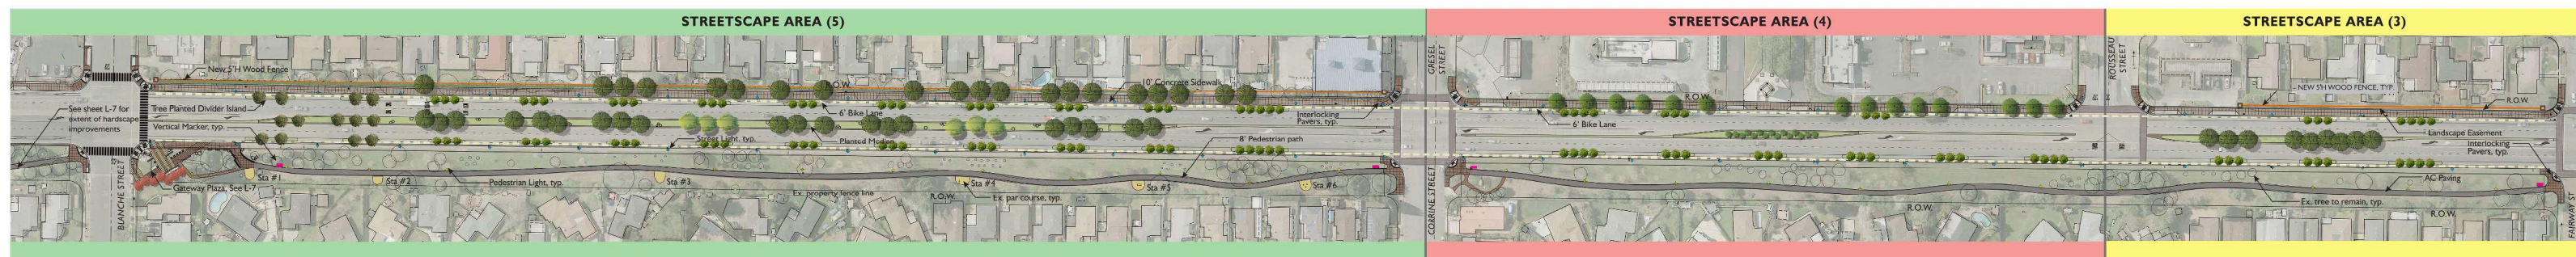 STREETSCAPE AREA (5)
STREETSCAPE AREA (4)
STREETSCAPE AREA (3)
New 5'H Wood Fence
See sheet L-7 for
extent of hardscape
improvements
Tree Planted Divider Island
Vertical Marker, typ.
BLANCHE STREET
Gateway Plaza, See L-7
Sta #1
Sta #2
Pedestrian Light, typ.
Sta #3
Street Light, typ.
R.O.W.
6' Bike Lane
Planted Median
Ex. property fence line
R.O.W.
Sta #4
Ex. par course, typ.
10' Concrete Sidewalk
8' Pedestrian path
Sta #5
Interlocking
Pavers, typ.
Sta #6
STREET
CORRINE STREET
R.O.W.
6' Bike Lane
R.O.W.
ROUSSEAU
STREET
NEW 5'H WOOD FENCE, TYP.
R.O.W.
Landscape Easement
Interlocking
Pavers, typ.
AC Paving
Ex. tree to remain, typ.
R.O.W.
FAIRWAY ST